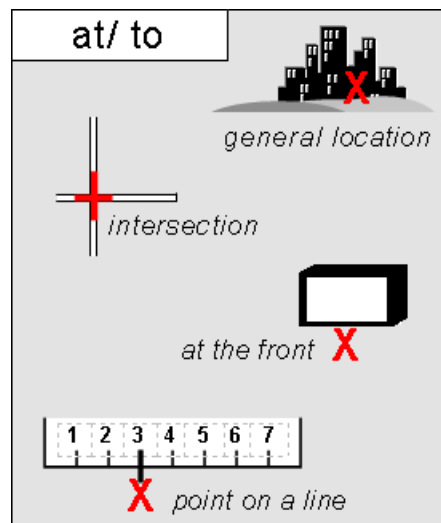 at/ to
general location
intersection
at the front
1 2 3 4 5 6 7
point on a line